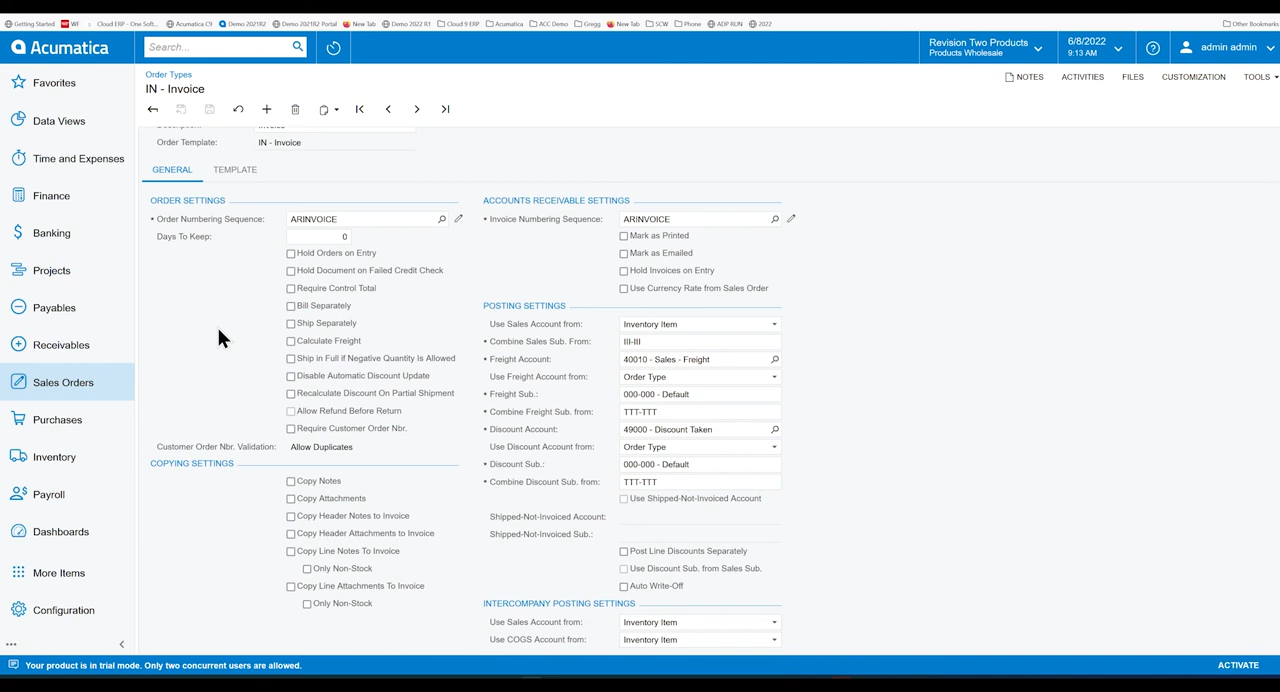 Getting Started WF Cloud ERP - One Soft... Acumatica C9 Demo 2021R2 Demo 2021R2 Portal New Tab Demo 2022 R1 Cloud 9 ERP Acumatica ACC Demo Gregg New Tab SCW Phone ADP RUN 2022 Other Bookmarks
Acumatica
Search...
Revision Two Products
Products Wholesale
6/8/2022
9:13 AM
admin admin
Order Types
IN - Invoice
NOTES ACTIVITIES FILES CUSTOMIZATION TOOLS
Favorites
Data Views
Time and Expenses
Finance
Banking
Projects
Payables
Receivables
Sales Orders
Purchases
Inventory
Payroll
Dashboards
More Items
Configuration
Order Template: IN - Invoice
GENERAL TEMPLATE
ORDER SETTINGS
Order Numbering Sequence: ARINVOICE
Days To Keep: 0
Hold Orders on Entry
Hold Document on Failed Credit Check
Require Control Total
Bill Separately
Ship Separately
Calculate Freight
Ship in Full if Negative Quantity Is Allowed
Disable Automatic Discount Update
Recalculate Discount On Partial Shipment
Allow Refund Before Return
Require Customer Order Nbr.
Customer Order Nbr. Validation: Allow Duplicates
COPYING SETTINGS
Copy Notes
Copy Attachments
Copy Header Notes to Invoice
Copy Header Attachments to Invoice
Copy Line Notes To Invoice
Only Non-Stock
Copy Line Attachments To Invoice
Only Non-Stock
ACCOUNTS RECEIVABLE SETTINGS
Invoice Numbering Sequence: ARINVOICE
Mark as Printed
Mark as Emailed
Hold Invoices on Entry
Use Currency Rate from Sales Order
POSTING SETTINGS
Use Sales Account from: Inventory Item
Combine Sales Sub. From: III-III
Freight Account: 40010 - Sales - Freight
Use Freight Account from: Order Type
Freight Sub.: 000-000 - Default
Combine Freight Sub. from: TTT-TTT
Discount Account: 49000 - Discount Taken
Use Discount Account from: Order Type
Discount Sub.: 000-000 - Default
Combine Discount Sub. from: TTT-TTT
Use Shipped-Not-Invoiced Account
Shipped-Not-Invoiced Account:
Shipped-Not-Invoiced Sub.:
Post Line Discounts Separately
Use Discount Sub. from Sales Sub.
Auto Write-Off
INTERCOMPANY POSTING SETTINGS
Use Sales Account from: Inventory Item
Use COGS Account from: Inventory Item
Your product is in trial mode. Only two concurrent users are allowed.
ACTIVATE